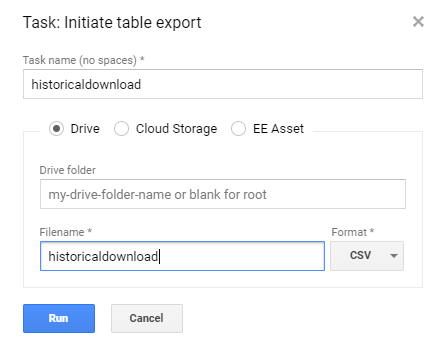 Task: Initiate table export
Task name (no spaces) *
historicaldownload
Drive Cloud Storage EE Asset
Drive folder
my-drive-folder-name or blank for root
Filename * Format *
historicaldownload CSV
Run Cancel